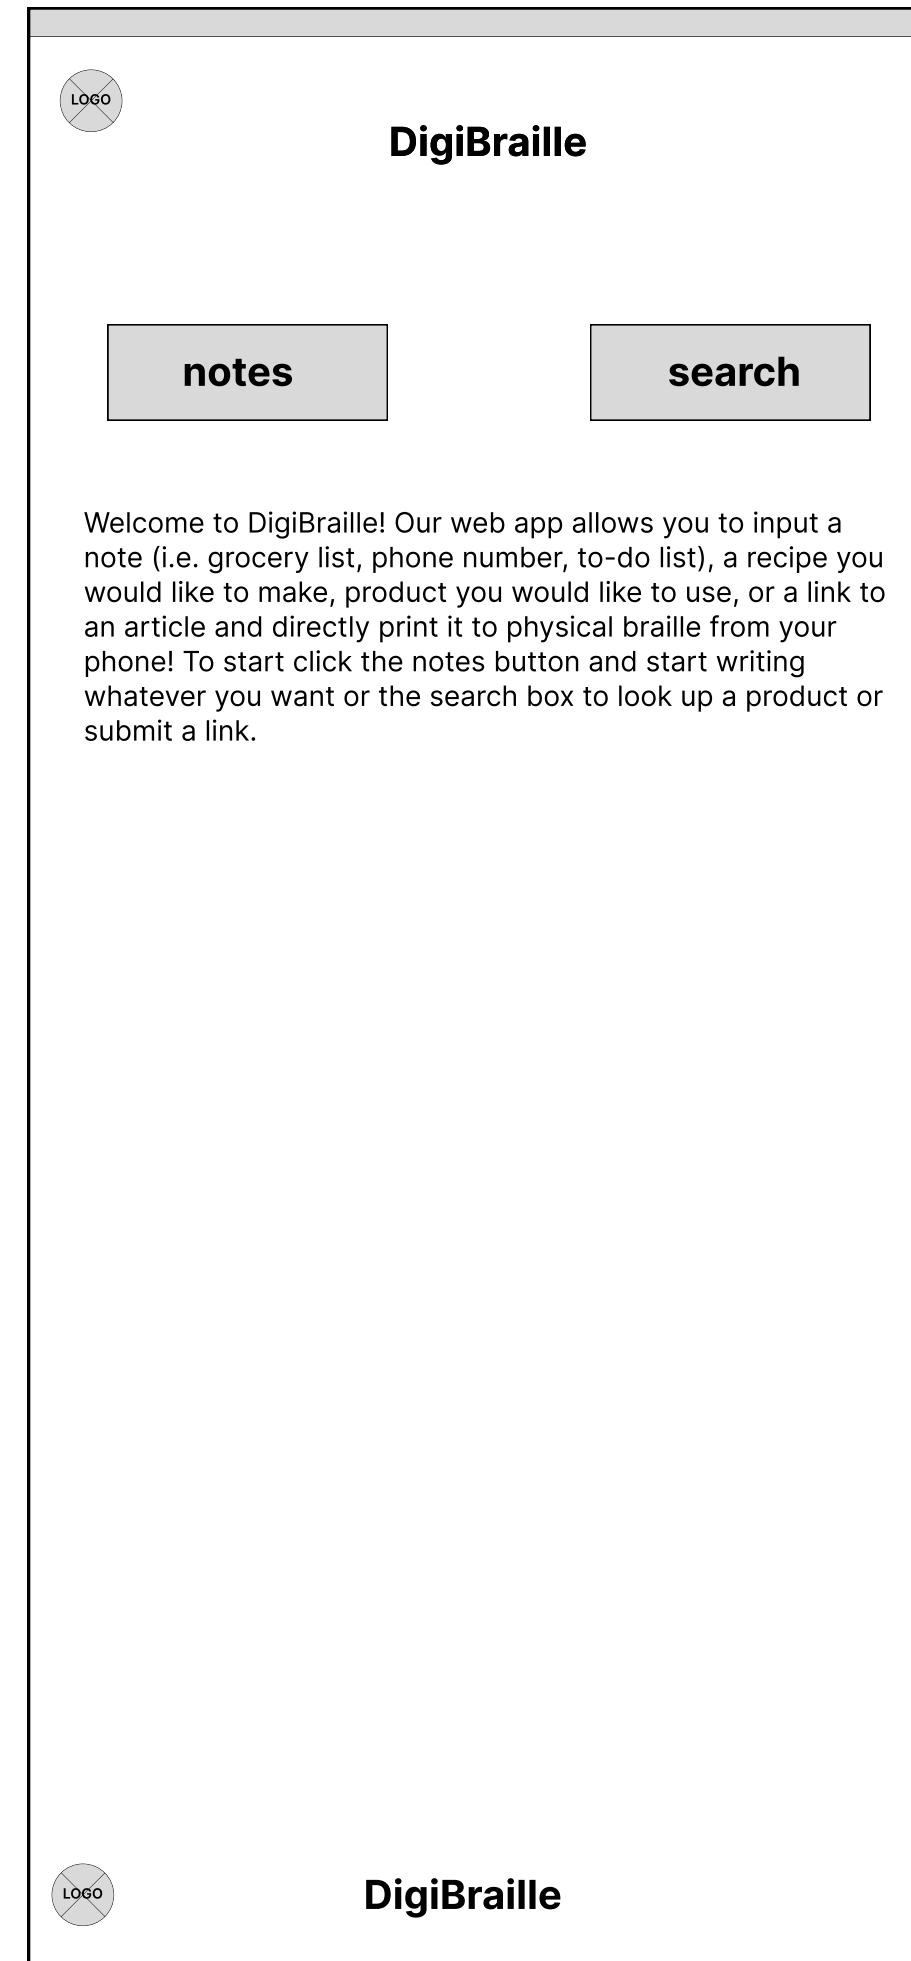 LOGO
DigiBraille
notes
search
Welcome to DigiBraille! Our web app allows you to input a
note (i.e. grocery list, phone number, to-do list), a recipe you
would like to make, product you would like to use, or a link to
an article and directly print it to physical braille from your
phone! To start click the notes button and start writing
whatever you want or the search box to look up a product or
submit a link.
LOGO
DigiBraille